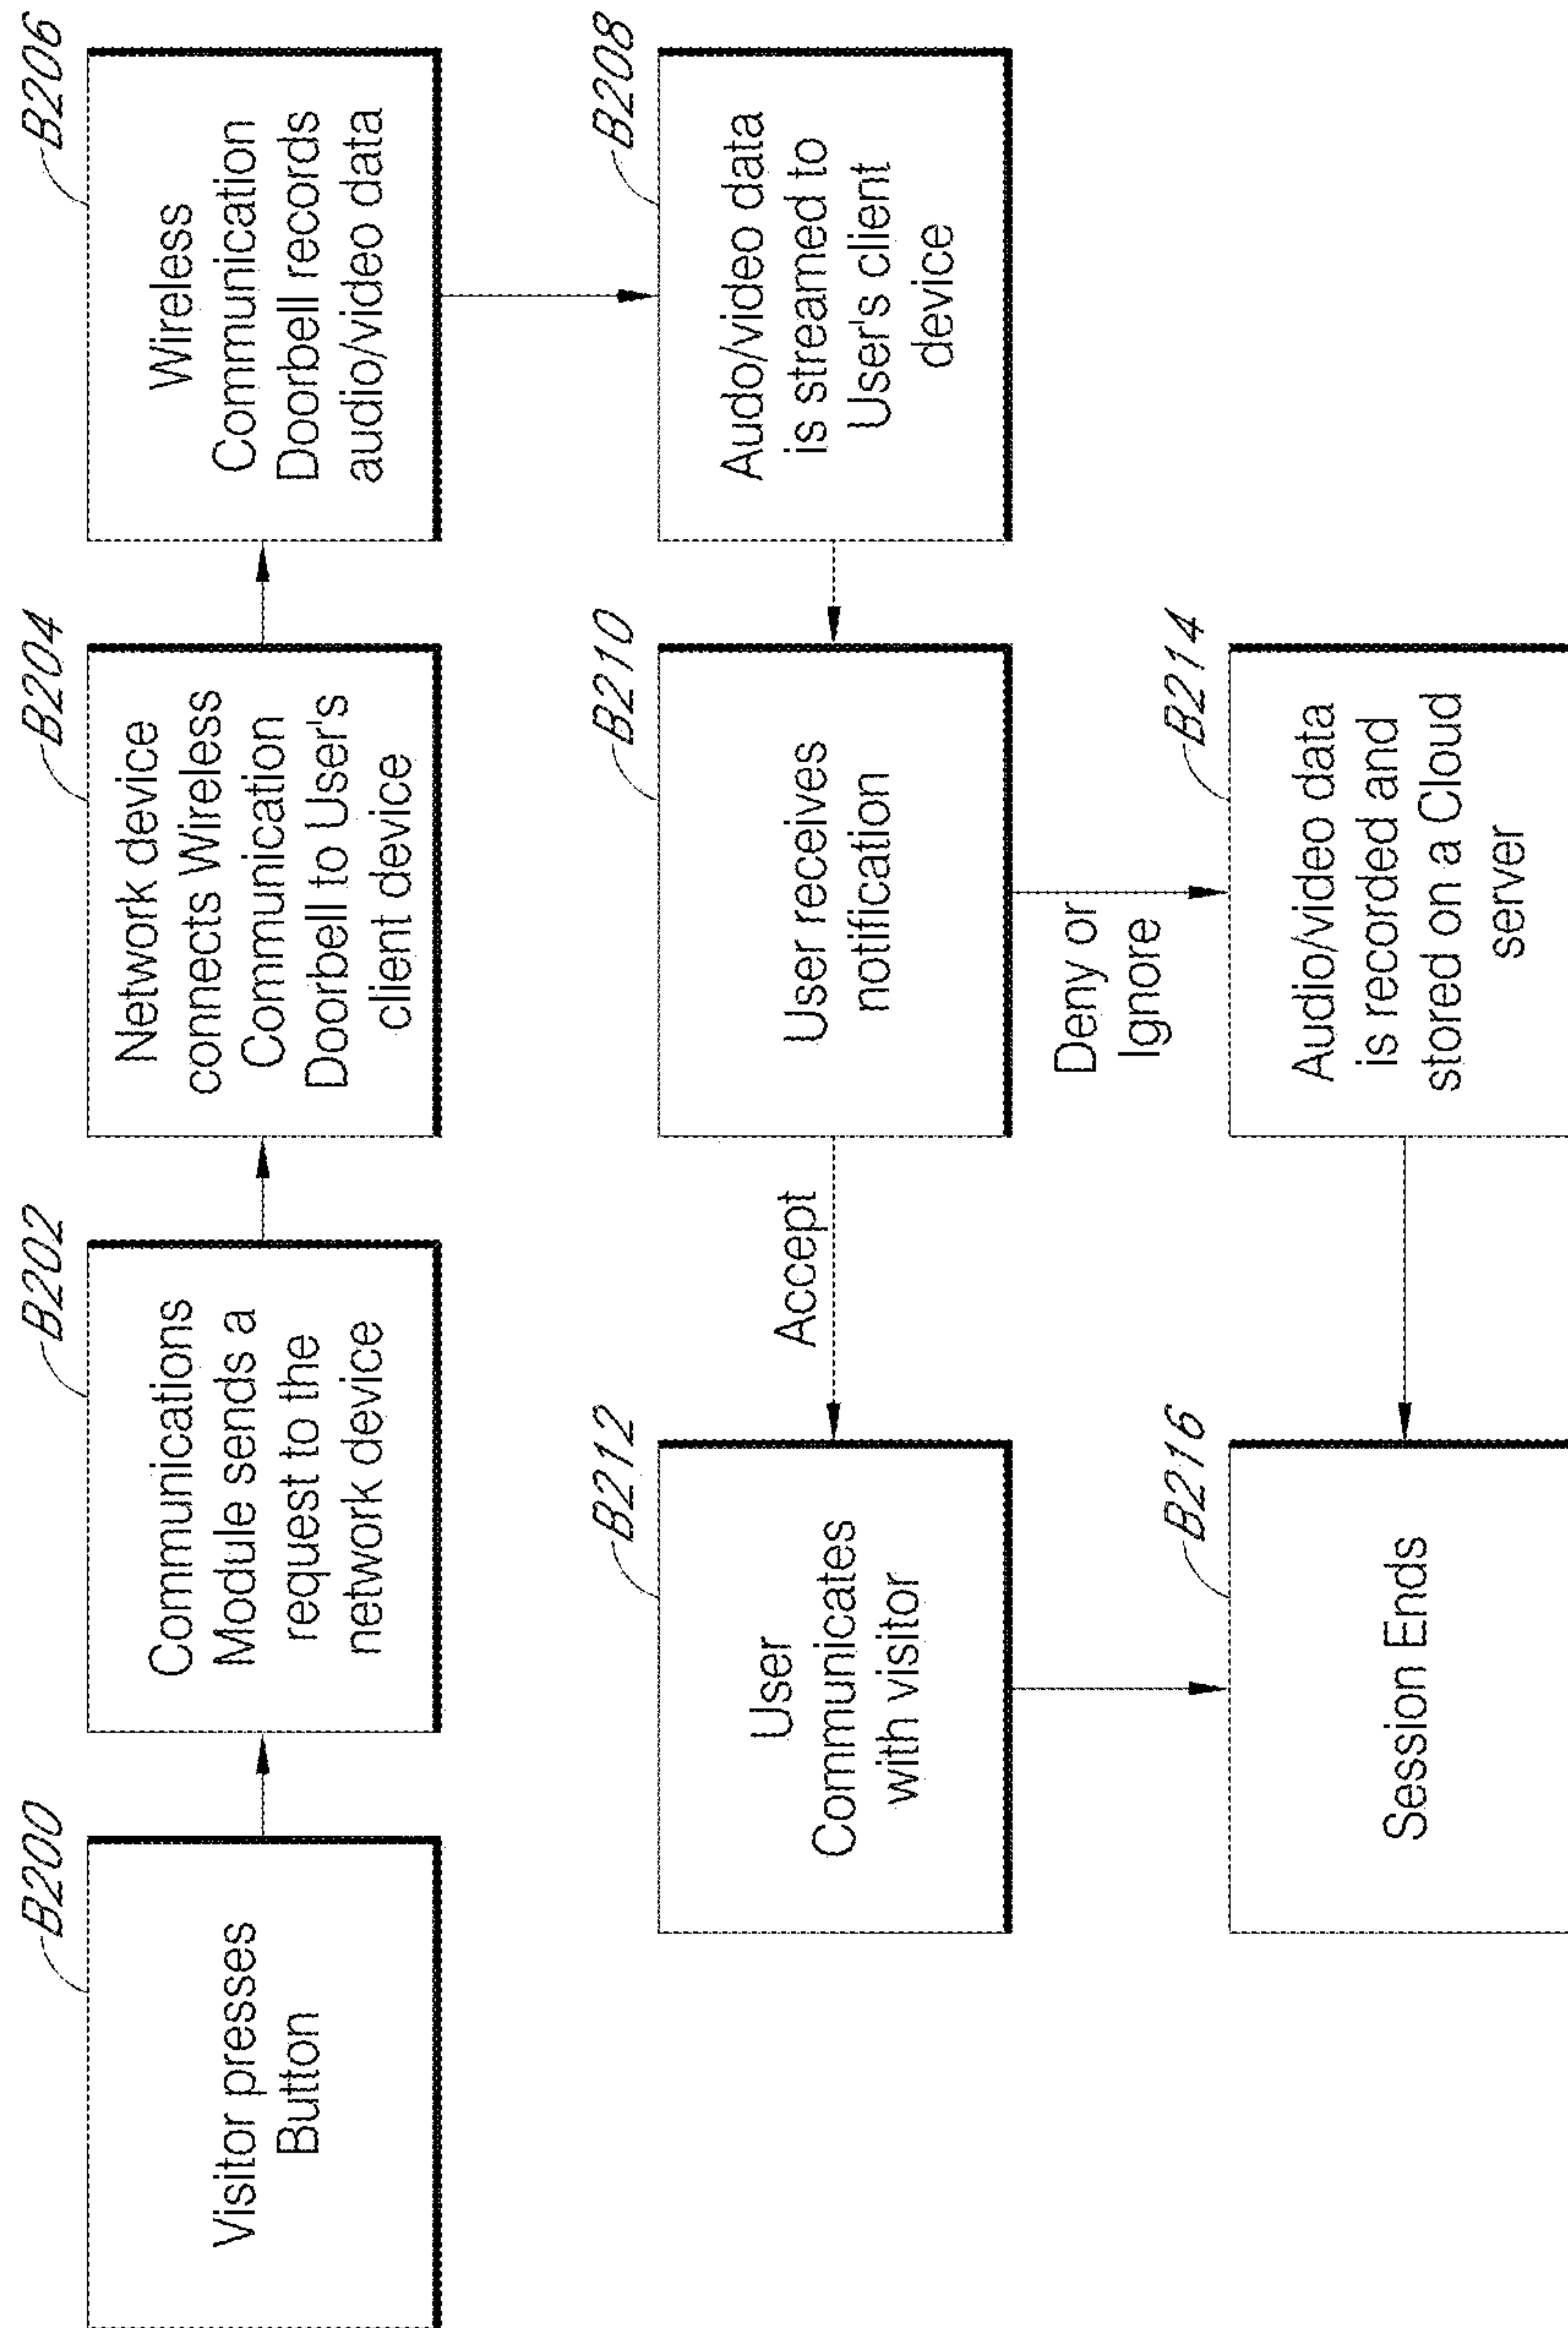 B200
Visitor presses
Button
B202
Communications
Module sends a
request to the
network device
B204
Network device
connects Wireless
Communication
Doorbell to User's
client device
B206
Wireless
Communication
Doorbell records
audio/video data
B208
Audo/video data
is streamed to
User's client
device
B210
User receives
notification
Accept
Deny or
Ignore
B212
User
Communicates
with visitor
B214
Audio/video data
is recorded and
stored on a Cloud
server
B216
Session Ends